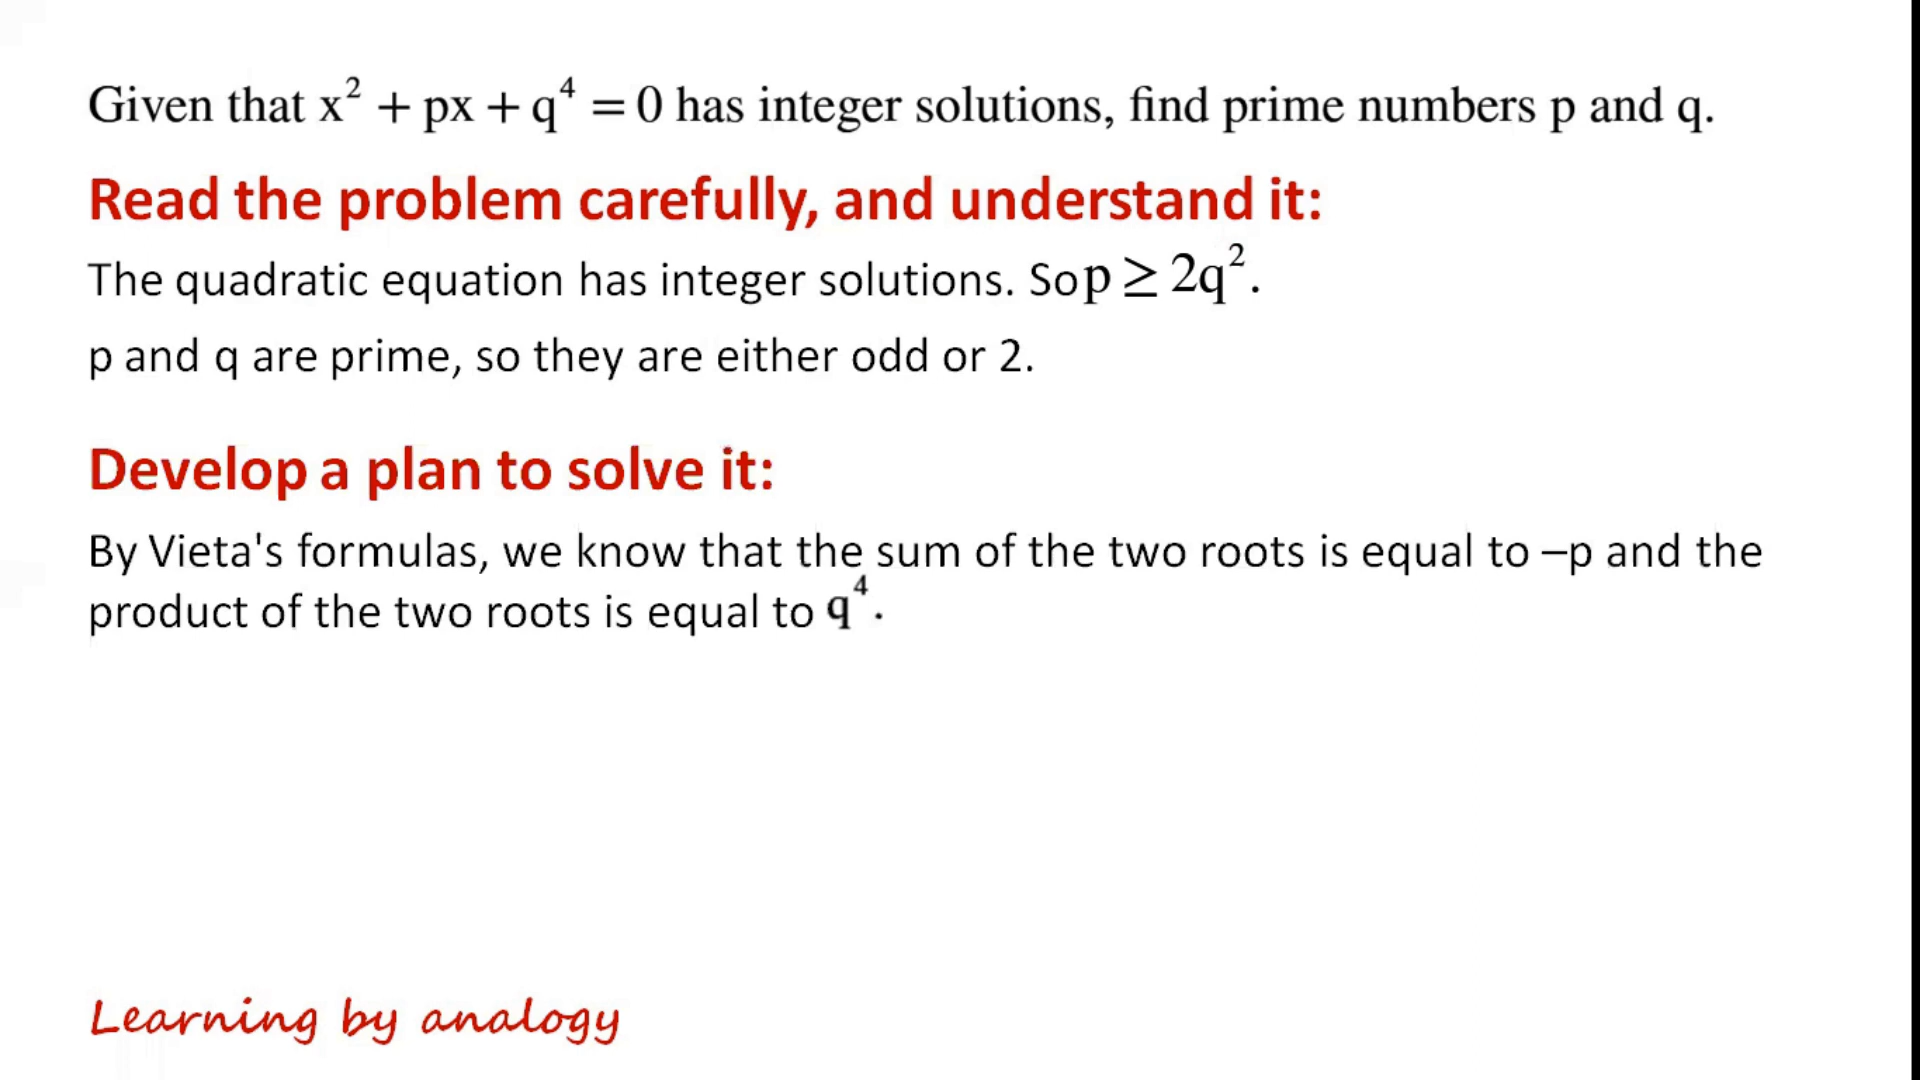 Given that x² + px + q⁴ = 0 has integer solutions, find prime numbers p and q.
Read the problem carefully, and understand it:
The quadratic equation has integer solutions. So p ≥ 2q².
p and q are prime, so they are either odd or 2.
Develop a plan to solve it:
By Vieta's formulas, we know that the sum of the two roots is equal to –p and the
product of the two roots is equal to q⁴.
Learning by analogy